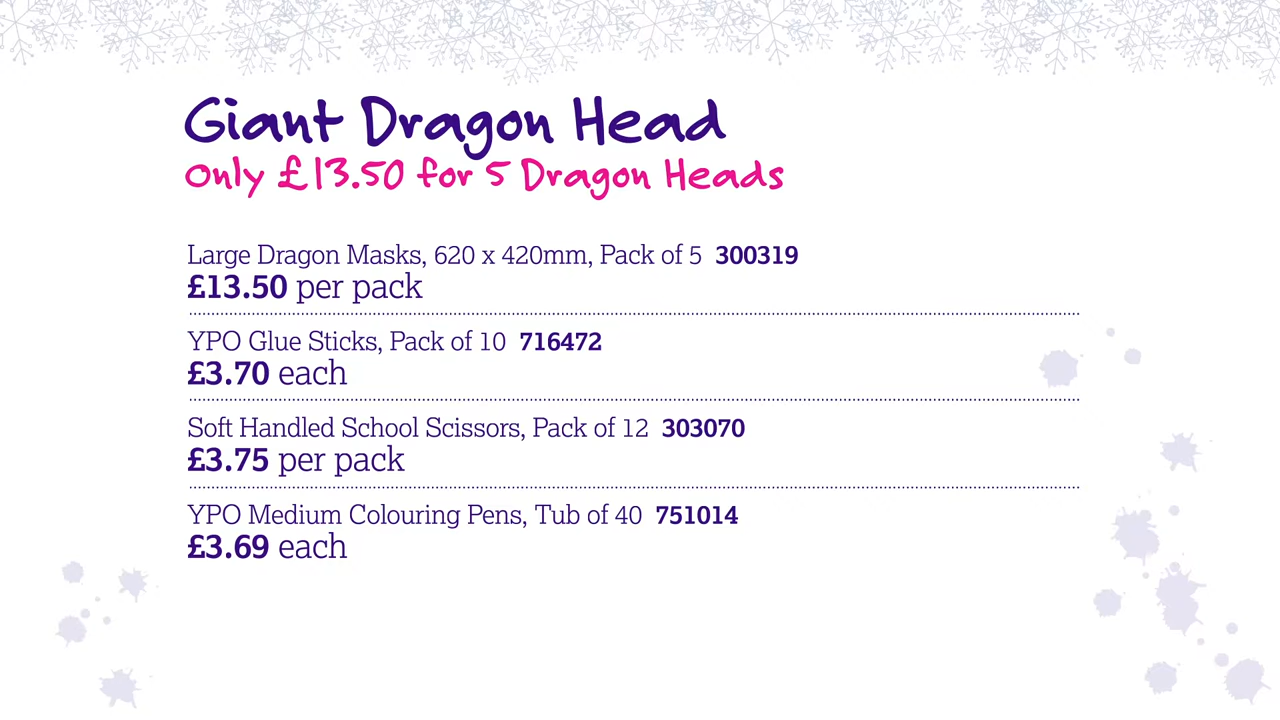 Giant Dragon Head
Only £13.50 for 5 Dragon Heads
Large Dragon Masks, 620 x 420mm, Pack of 5 300319
£13.50 per pack
YPO Glue Sticks, Pack of 10 716472
£3.70 each
Soft Handled School Scissors, Pack of 12 303070
£3.75 per pack
YPO Medium Colouring Pens, Tub of 40 751014
£3.69 each